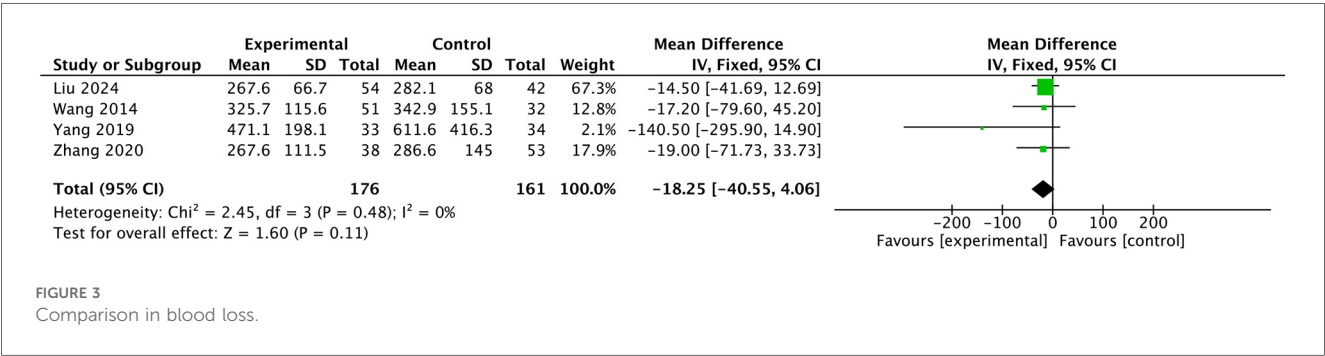 Experimental Control Mean Difference Mean Difference
Study or Subgroup Mean SD Total Mean SD Total Weight IV, Fixed, 95% CI IV, Fixed, 95% CI
Liu 2024 267.6 66.7 54 282.1 68 42 67.3% −14.50 [−41.69, 12.69]
Wang 2014 325.7 115.6 51 342.9 155.1 32 12.8% −17.20 [−79.60, 45.20]
Yang 2019 471.1 198.1 33 611.6 416.3 34 2.1% −140.50 [−295.90, 14.90]
Zhang 2020 267.6 111.5 38 286.6 145 53 17.9% −19.00 [−71.73, 33.73]
Total (95% CI) 176 161 100.0% −18.25 [−40.55, 4.06]
Heterogeneity: Chi² = 2.45, df = 3 (P = 0.48); I² = 0%
Test for overall effect: Z = 1.60 (P = 0.11)
−200 −100 0 100 200
Favours [experimental] Favours [control]
FIGURE 3
Comparison in blood loss.